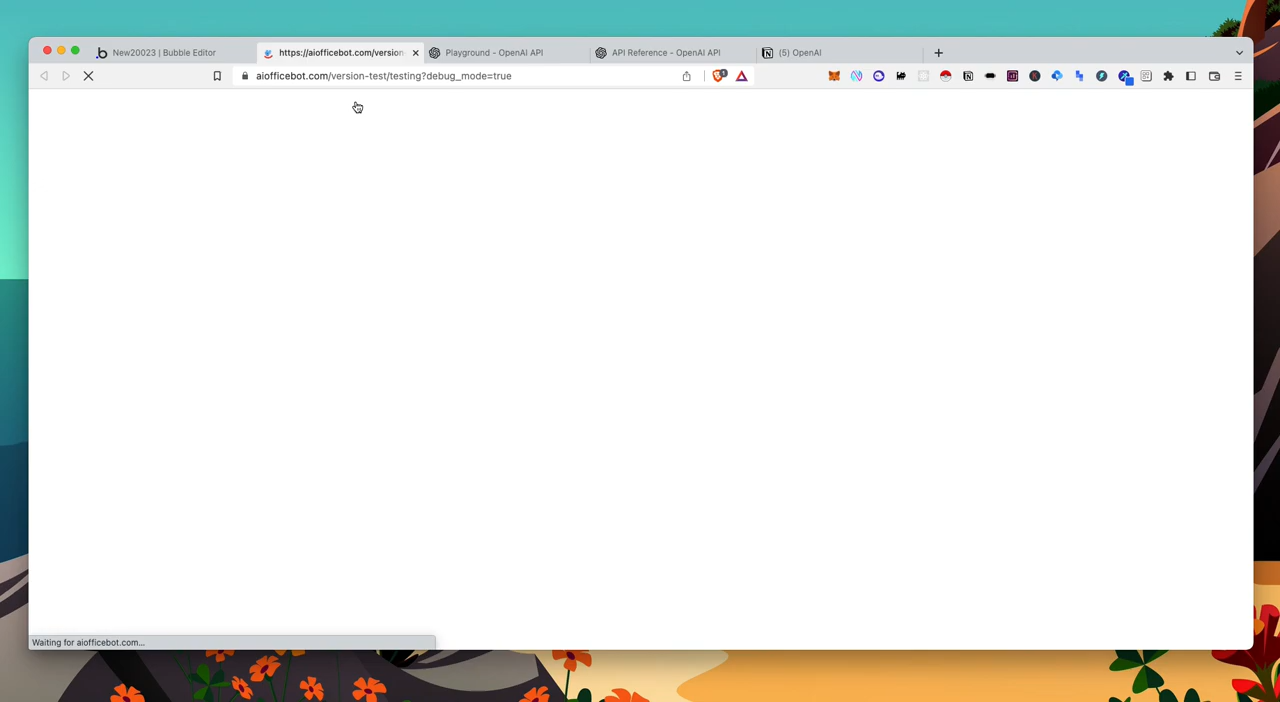 New20023 | Bubble Editor
https://aiofficebot.com/version
Playground - OpenAI API
API Reference - OpenAI API
(5) OpenAI
aiofficebot.com/version-test/testing?debug_mode=true
Waiting for aiofficebot.com...